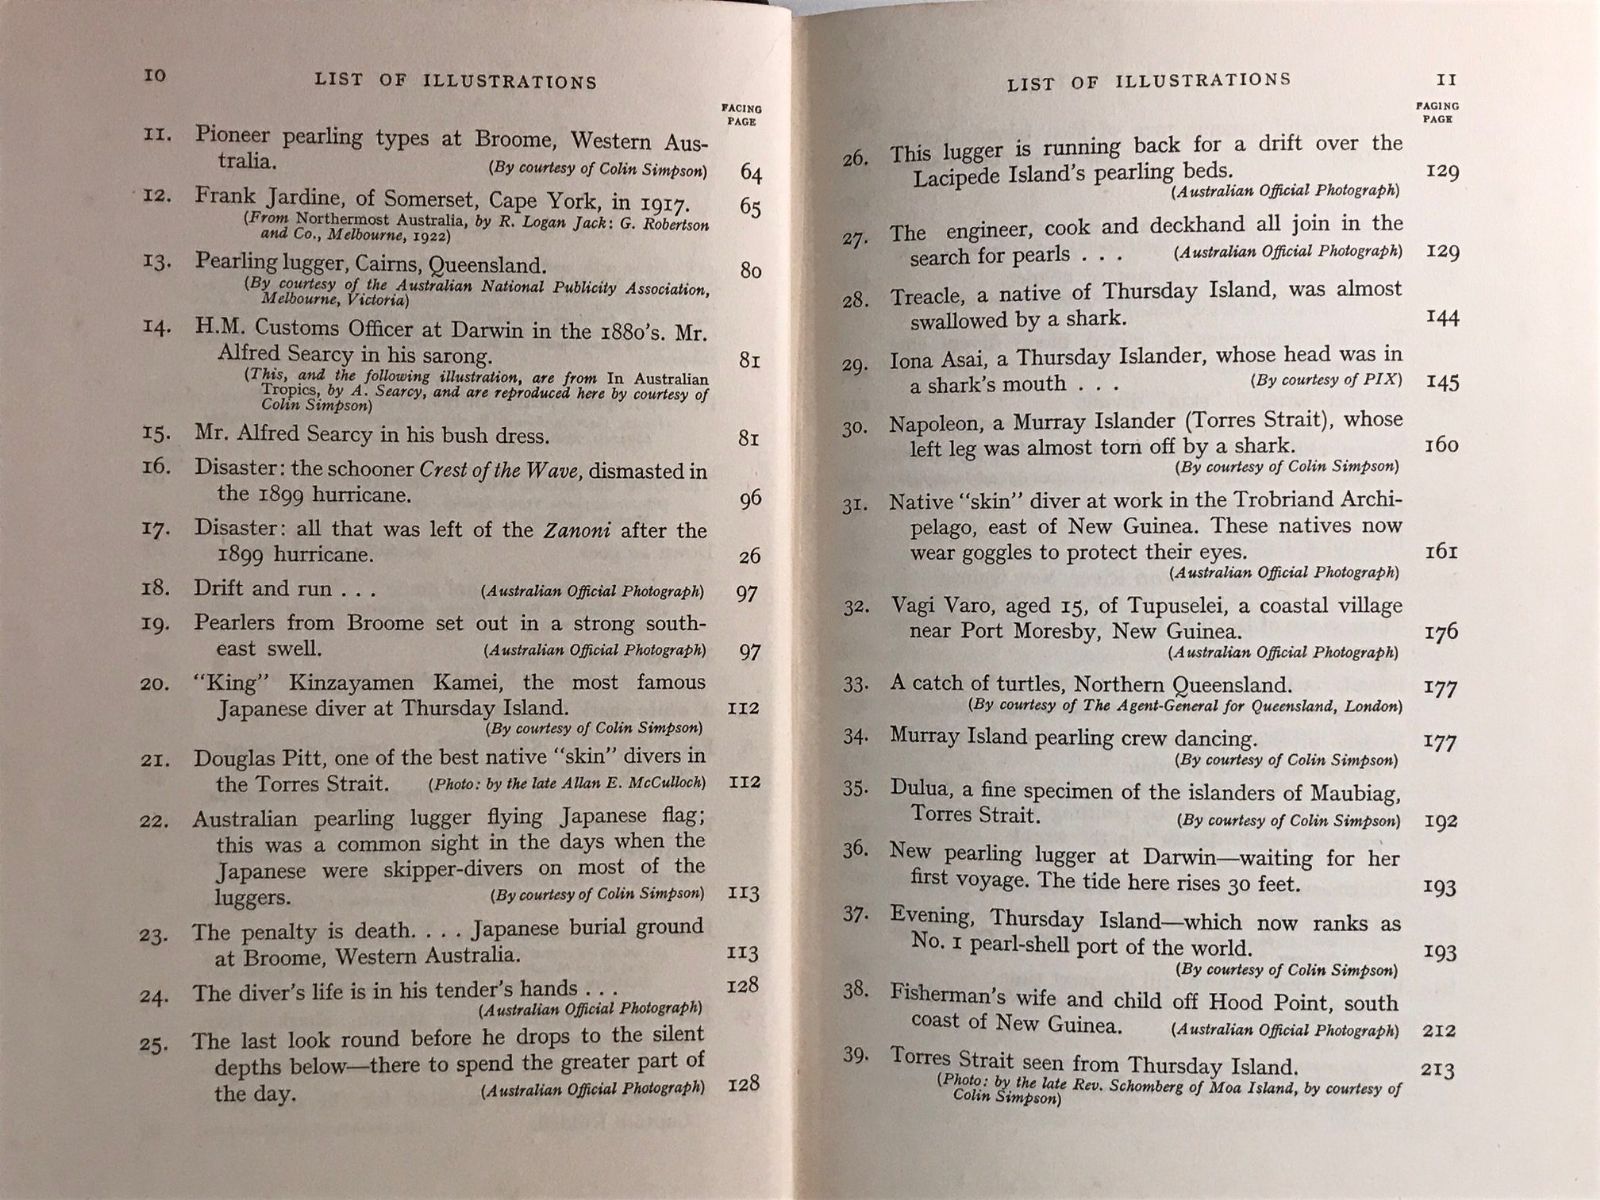 10
LIST OF ILLUSTRATIONS
FACING
PAGE
11. Pioneer pearling types at Broome, Western Aus-
tralia. (By courtesy of Colin Simpson) 64
12. Frank Jardine, of Somerset, Cape York, in 1917. 65
(From Northermost Australia, by R. Logan Jack: G. Robertson
and Co., Melbourne, 1922)
13. Pearling lugger, Cairns, Queensland. 80
(By courtesy of the Australian National Publicity Association,
Melbourne, Victoria)
14. H.M. Customs Officer at Darwin in the 1880's. Mr.
Alfred Searcy in his sarong. 81
(This, and the following illustration, are from In Australian
Tropics, by A. Searcy, and are reproduced here by courtesy of
Colin Simpson)
15. Mr. Alfred Searcy in his bush dress. 81
16. Disaster: the schooner Crest of the Wave, dismasted in
the 1899 hurricane. 96
17. Disaster: all that was left of the Zanoni after the
1899 hurricane. 26
18. Drift and run . . . (Australian Official Photograph) 97
19. Pearlers from Broome set out in a strong south-
east swell. (Australian Official Photograph) 97
20. "King" Kinzayamen Kamei, the most famous
Japanese diver at Thursday Island. 112
(By courtesy of Colin Simpson)
21. Douglas Pitt, one of the best native "skin" divers in
the Torres Strait. (Photo: by the late Allan E. McCulloch) 112
22. Australian pearling lugger flying Japanese flag;
this was a common sight in the days when the
Japanese were skipper-divers on most of the
luggers. (By courtesy of Colin Simpson) 113
23. The penalty is death. . . . Japanese burial ground
at Broome, Western Australia. 113
24. The diver's life is in his tender's hands . . . 128
(Australian Official Photograph)
25. The last look round before he drops to the silent
depths below—there to spend the greater part of
the day. (Australian Official Photograph) 128
LIST OF ILLUSTRATIONS
11
FACING
PAGE
26. This lugger is running back for a drift over the
Lacipede Island's pearling beds. 129
(Australian Official Photograph)
27. The engineer, cook and deckhand all join in the
search for pearls . . . (Australian Official Photograph) 129
28. Treacle, a native of Thursday Island, was almost
swallowed by a shark. 144
29. Iona Asai, a Thursday Islander, whose head was in
a shark's mouth . . . (By courtesy of PIX) 145
30. Napoleon, a Murray Islander (Torres Strait), whose
left leg was almost torn off by a shark. 160
(By courtesy of Colin Simpson)
31. Native "skin" diver at work in the Trobriand Archi-
pelago, east of New Guinea. These natives now
wear goggles to protect their eyes. 161
(Australian Official Photograph)
32. Vagi Varo, aged 15, of Tupuselei, a coastal village
near Port Moresby, New Guinea. 176
(Australian Official Photograph)
33. A catch of turtles, Northern Queensland. 177
(By courtesy of The Agent-General for Queensland, London)
34. Murray Island pearling crew dancing. 177
(By courtesy of Colin Simpson)
35. Dulua, a fine specimen of the islanders of Maubiag,
Torres Strait. (By courtesy of Colin Simpson) 192
36. New pearling lugger at Darwin—waiting for her
first voyage. The tide here rises 30 feet. 193
37. Evening, Thursday Island—which now ranks as
No. 1 pearl-shell port of the world. 193
(By courtesy of Colin Simpson)
38. Fisherman's wife and child off Hood Point, south
coast of New Guinea. (Australian Official Photograph) 212
39. Torres Strait seen from Thursday Island. 213
(Photo: by the late Rev. Schomberg of Moa Island, by courtesy of
Colin Simpson)